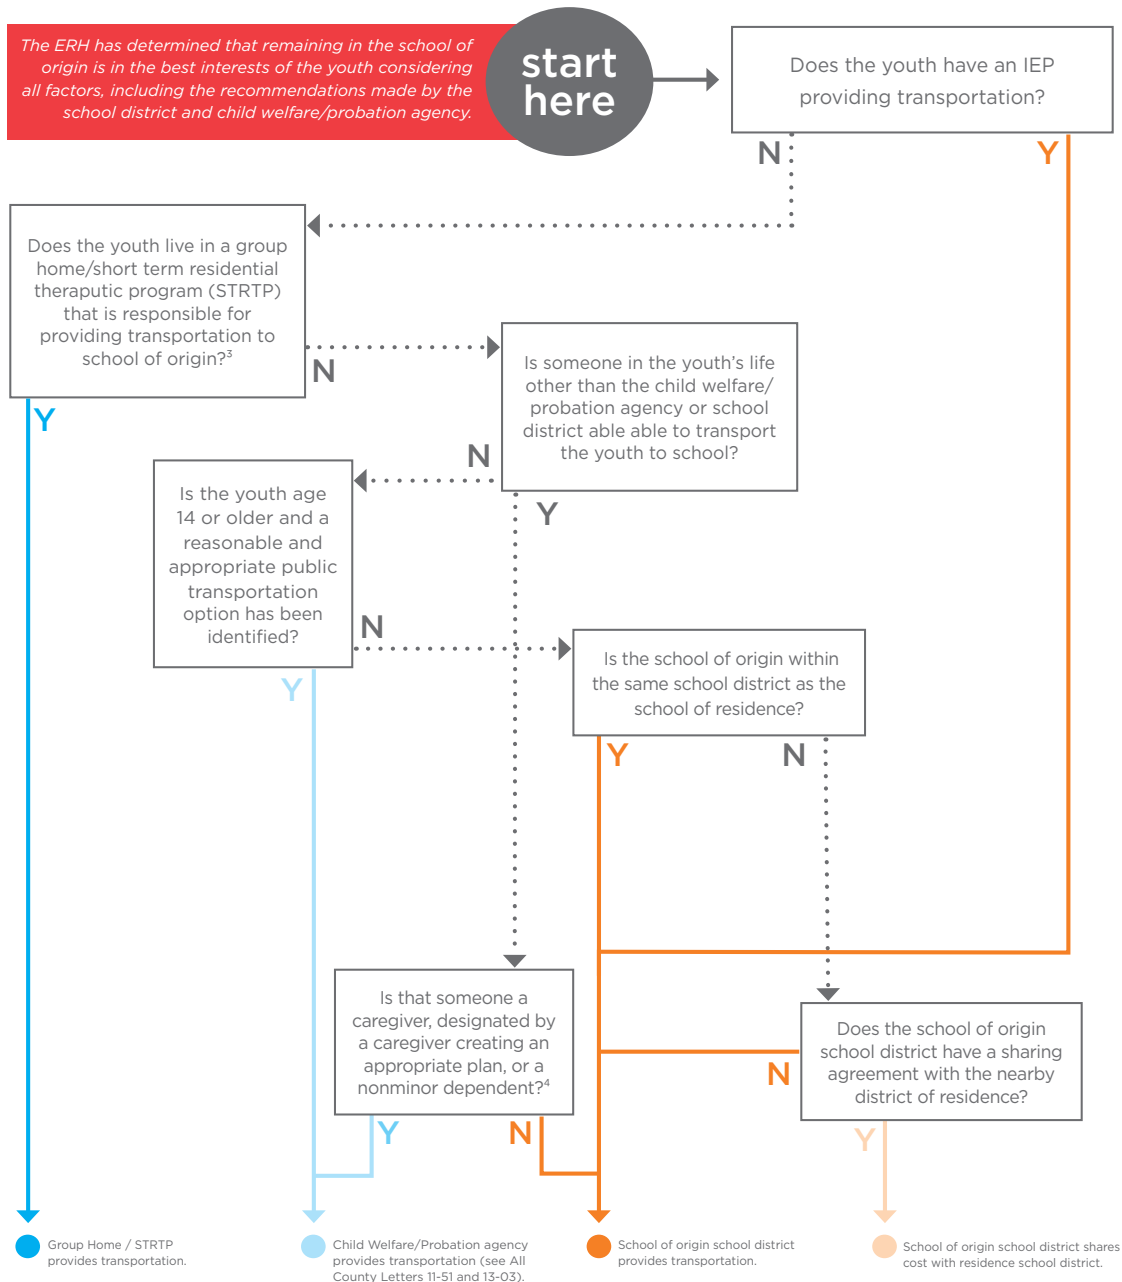 The ERH has determined that remaining in the school of
origin is in the best interests of the youth considering
all factors, including the recommendations made by the
school district and child welfare/probation agency.
start
here
Does the youth have an IEP
providing transportation?
N
Y
Does the youth live in a group
home/short term residential
theraputic program (STRTP)
that is responsible for
providing transportation to
school of origin?³
N
Y
Is someone in the youth's life
other than the child welfare/
probation agency or school
district able able to transport
the youth to school?
N
Y
Is the youth age
14 or older and a
reasonable and
appropriate public
transportation
option has been
identified?
N
Y
Is the school of origin within
the same school district as the
school of residence?
Y
N
Is that someone a
caregiver, designated by
a caregiver creating an
appropriate plan, or a
nonminor dependent?⁴
Y
N
Does the school of origin
school district have a sharing
agreement with the nearby
district of residence?
N
Y
Group Home / STRTP
provides transportation.
Child Welfare/Probation agency
provides transportation (see All
County Letters 11-51 and 13-03).
School of origin school district
provides transportation.
School of origin school district shares
cost with residence school district.